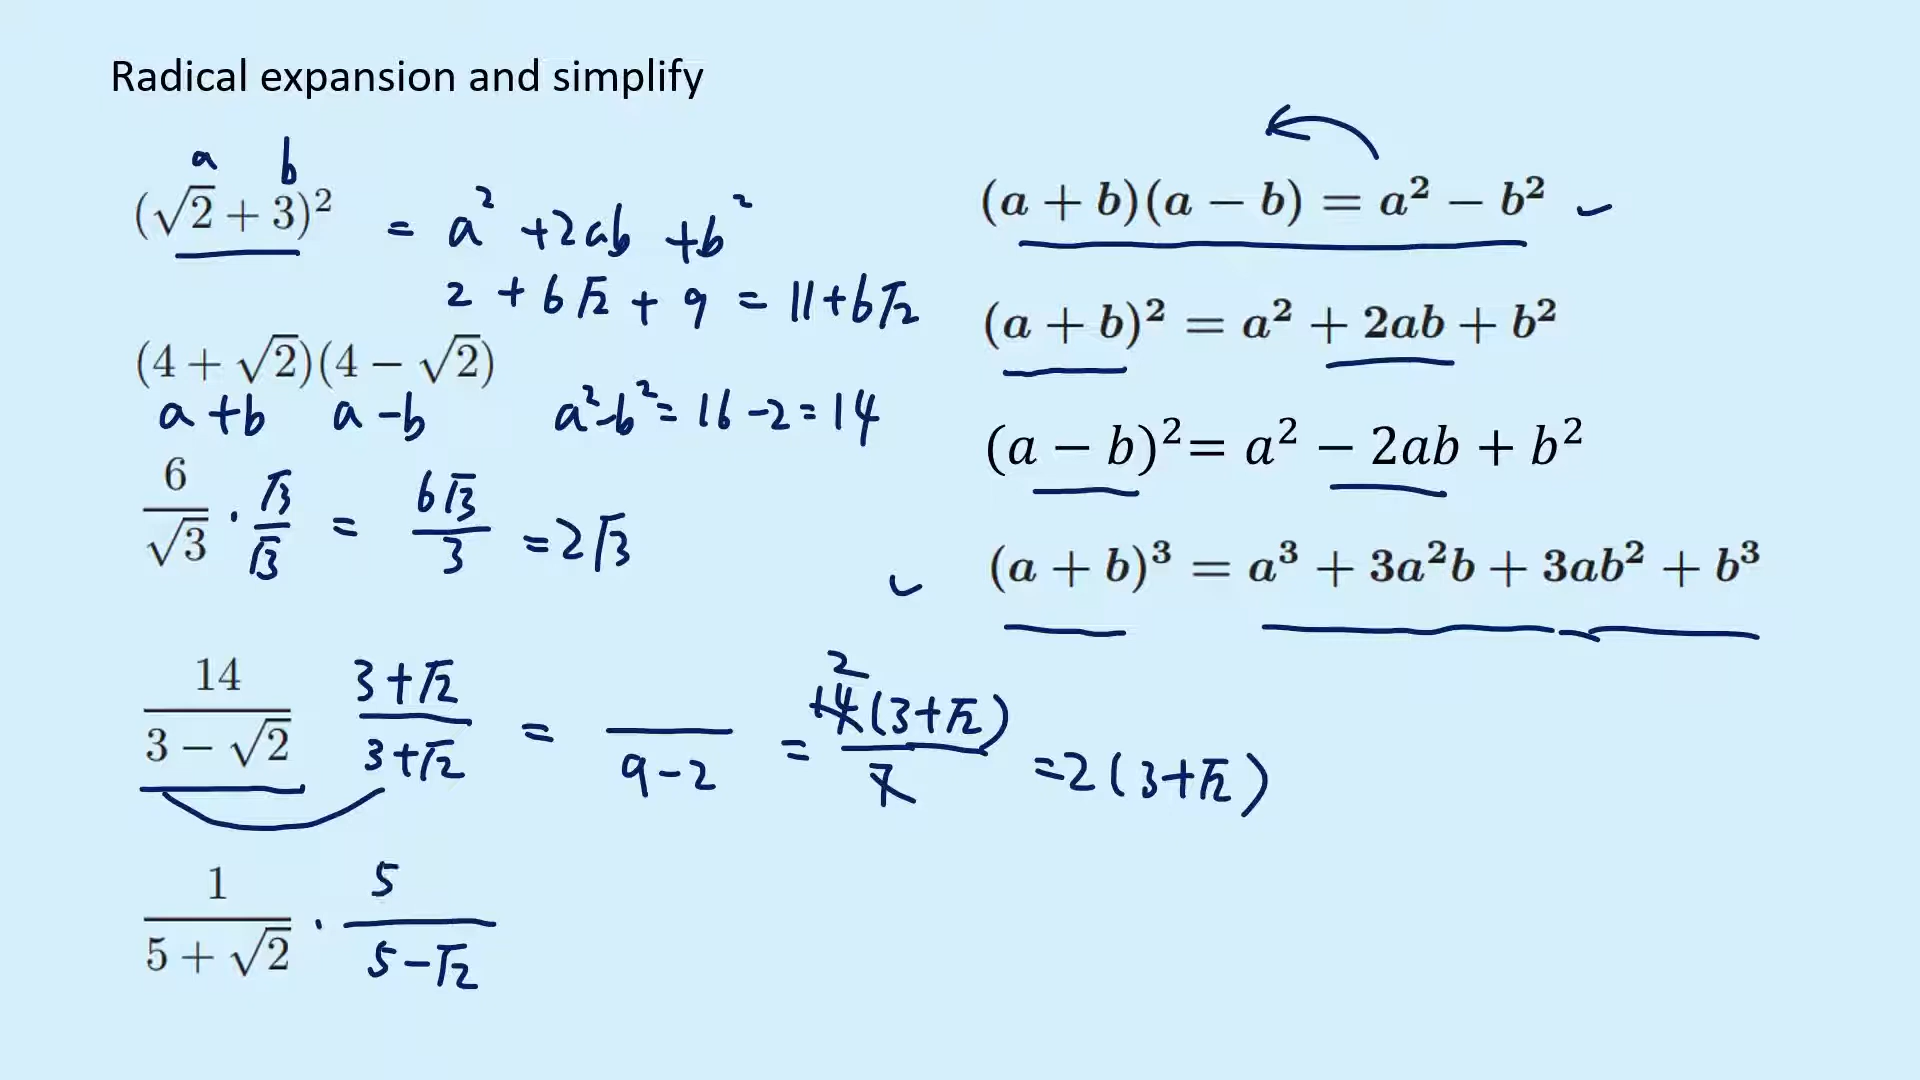 Radical expansion and simplify
a b
(√2 + 3)² = a² + 2ab + b²
2 + 6√2 + 9 = 11 + 6√2
(4 + √2)(4 − √2)
a + b a − b a² − b² = 16 − 2 = 14
6/√3 · √3/√3 = 6√3/3 = 2√3
14/(3 − √2) (3 + √2)/(3 + √2) = /(9 − 2) = 2 14(3 + √2)/7 = 2(3 + √2)
1/(5 + √2) · 5/(5 − √2)
(a + b)(a − b) = a² − b²
(a + b)² = a² + 2ab + b²
(a − b)² = a² − 2ab + b²
(a + b)³ = a³ + 3a²b + 3ab² + b³